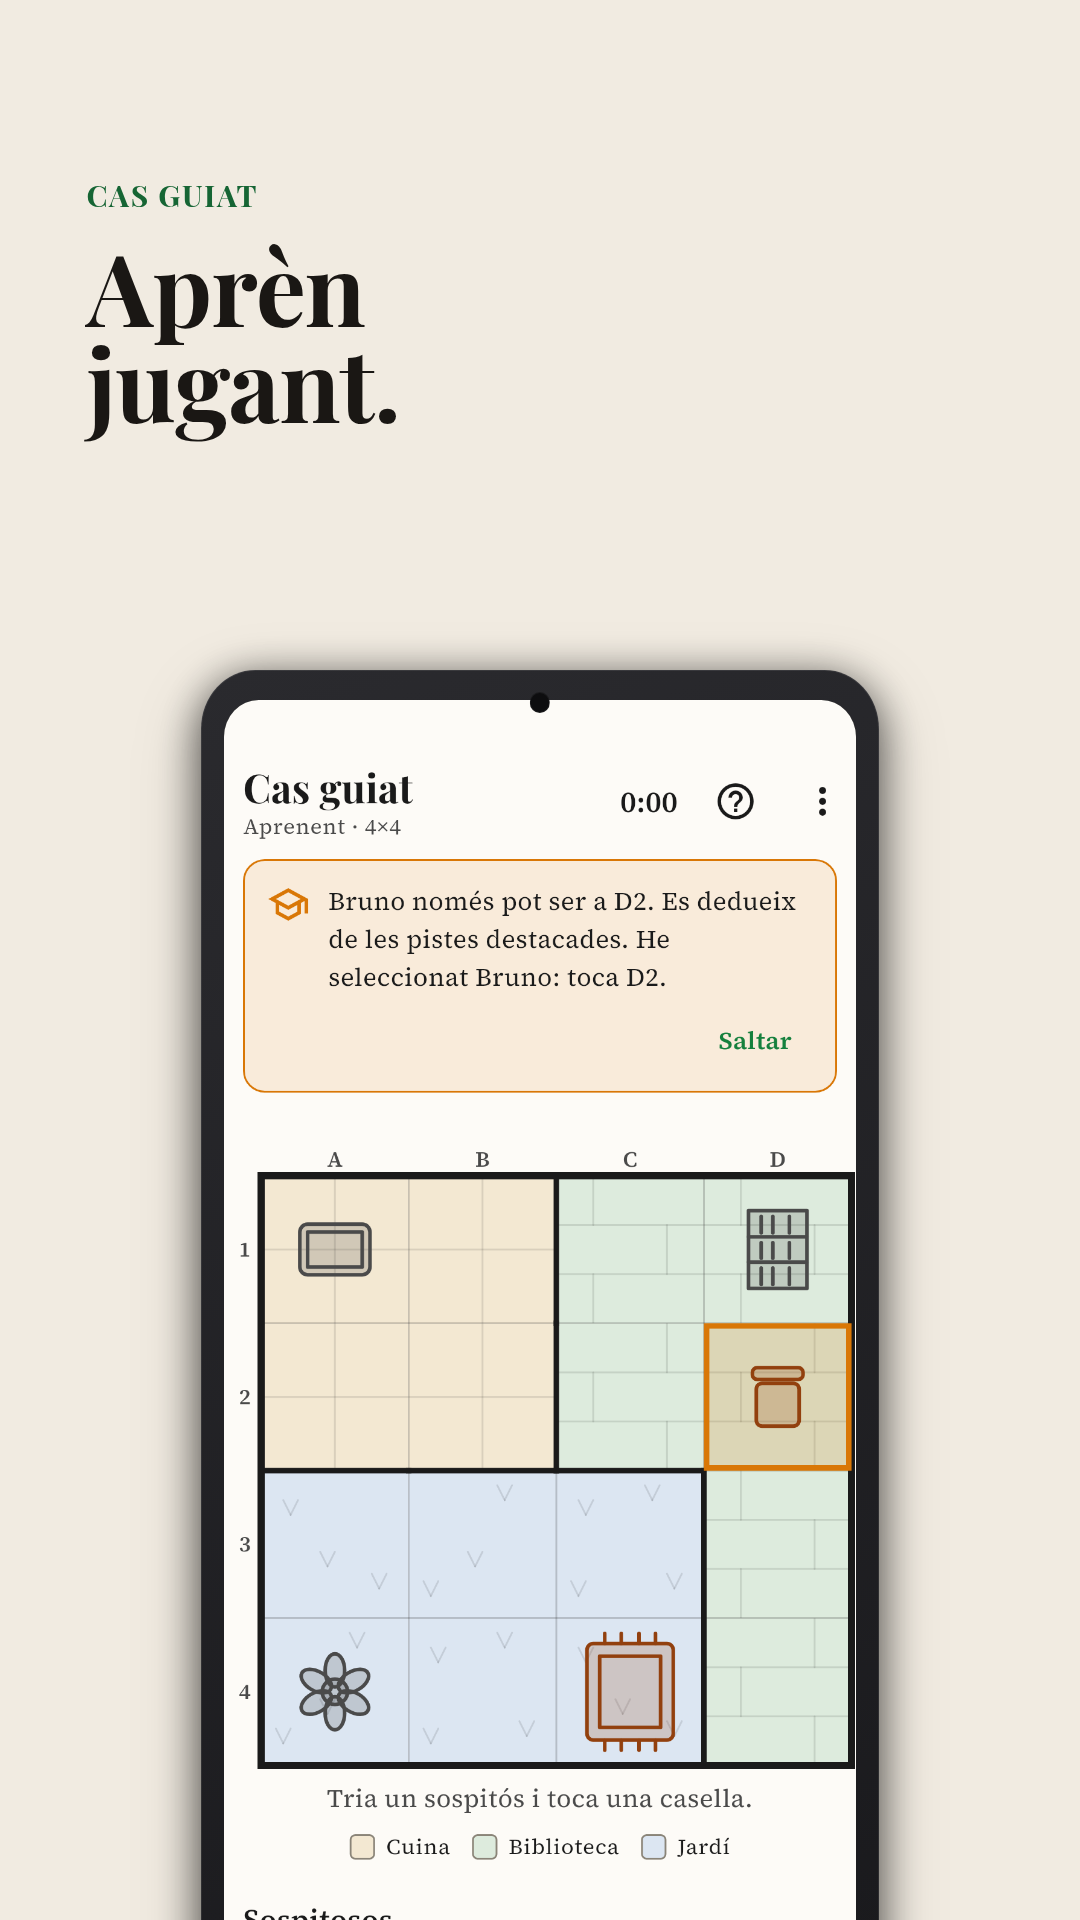 CAS GUIAT
Aprèn
jugant.
Cas guiat
0:00
Aprenent · 4×4
Bruno només pot ser a D2. Es dedueix
de les pistes destacades. He
seleccionat Bruno: toca D2.
Saltar
A B C D
1
2
3
4
Tria un sospitós i toca una casella.
Cuina Biblioteca Jardí
Sospitosos